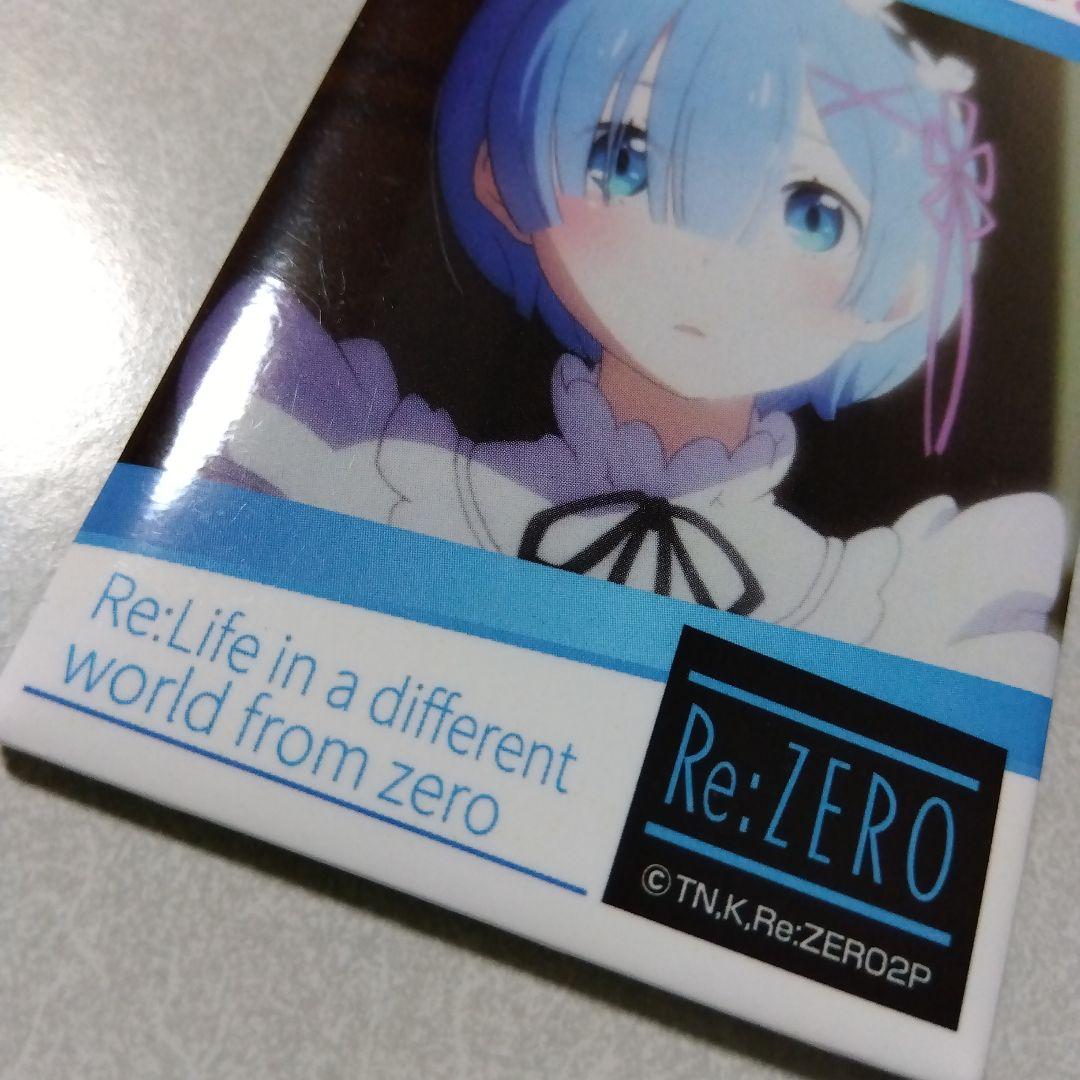 Re:Life in a different
world from zero
Re:ZERO
©TN,K,Re:ZERO2P